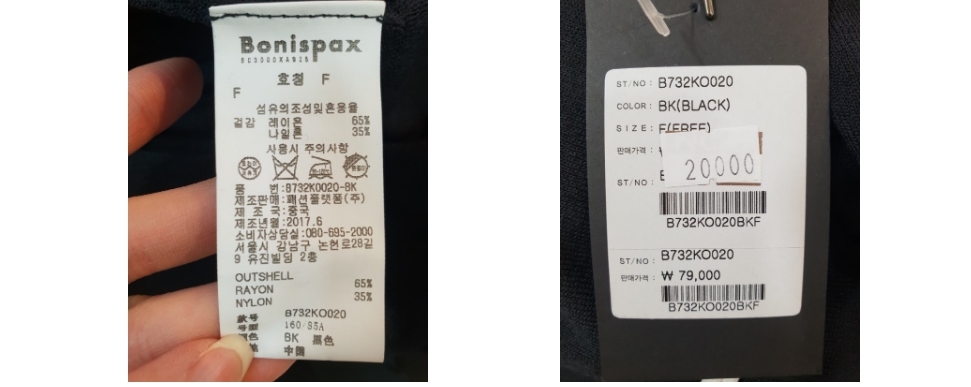 Bonispax
호칭 F
F
섬유의조성및혼용율
겉감 레이온 65%
나일론 35%
사용시 주의사항
품 번:B732KO020-BK
제조판매:패션플랫폼(주)
제 조 국:중국
제조년월:2017.6
소비자상담실:080-695-2000
서울시 강남구 논현로28길
9 유진빌딩 2층
OUTSHELL
RAYON 65%
NYLON 35%
款号 B732KO020
号型 160/S5A
BK 黑色
中国
ST/NO : B732KO020
COLOR : BK(BLACK)
SIZE : F(FREE)
판매가격 :
20000
ST/NO :
B732KO020BKF
ST/NO : B732KO020
판매가격 : ₩ 79,000
B732KO020BKF